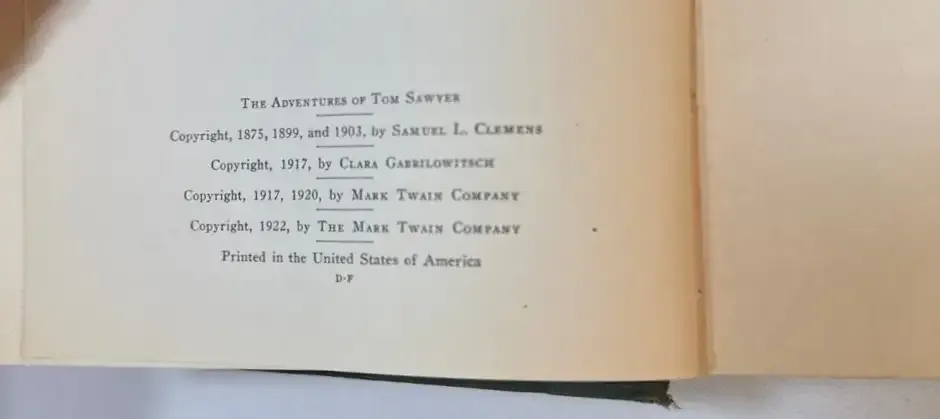 THE ADVENTURES OF TOM SAWYER
Copyright, 1875, 1899, and 1903, by SAMUEL L. CLEMENS
Copyright, 1917, by CLARA GABRILOWITSCH
Copyright, 1917, 1920, by MARK TWAIN COMPANY
Copyright, 1922, by THE MARK TWAIN COMPANY
Printed in the United States of America
D-F